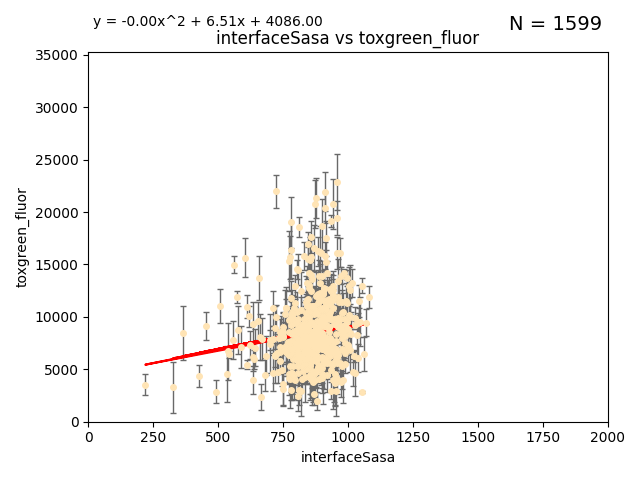 y = -0.00x^2 + 6.51x + 4086.00
N = 1599
interfaceSasa vs toxgreen_fluor
35000
30000
25000
20000
15000
10000
5000
0
toxgreen_fluor
0 250 500 750 1000 1250 1500 1750 2000
interfaceSasa